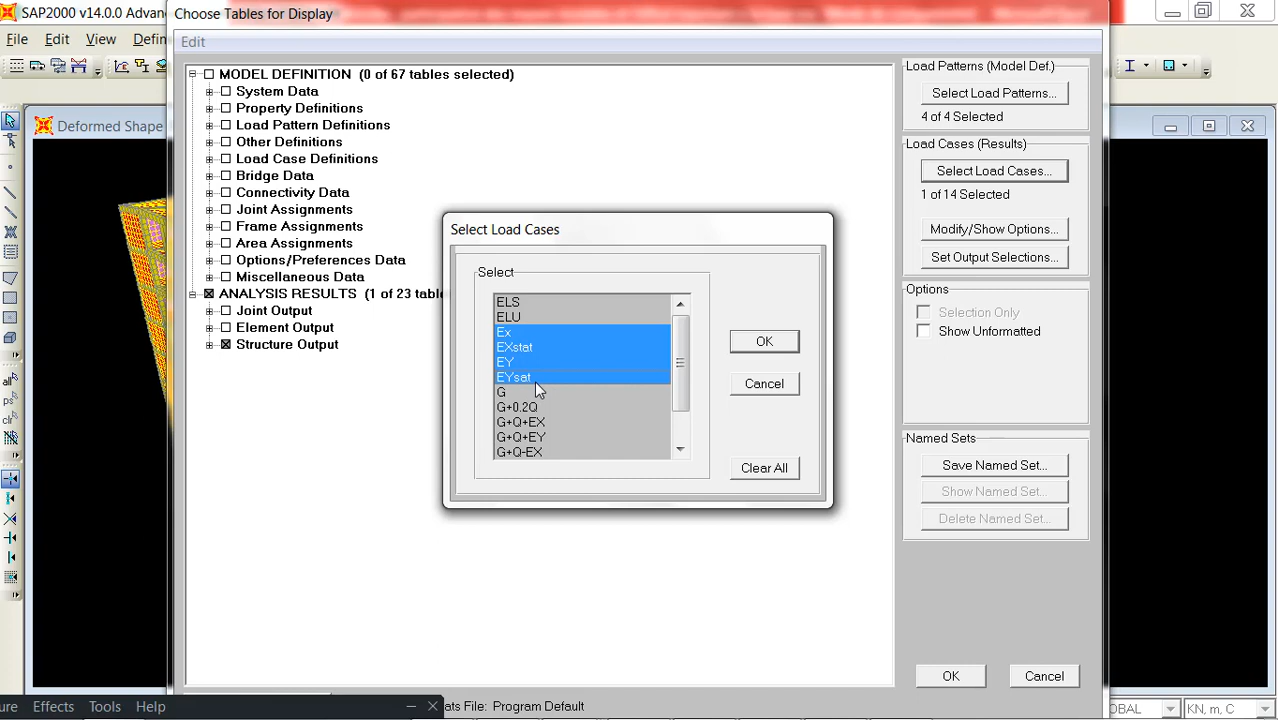 SAP2000 v14.0.0 Advan
Choose Tables for Display
File Edit View Defin
Edit
Deformed Shape
MODEL DEFINITION (0 of 67 tables selected)
System Data
Property Definitions
Load Pattern Definitions
Other Definitions
Load Case Definitions
Bridge Data
Connectivity Data
Joint Assignments
Frame Assignments
Area Assignments
Options/Preferences Data
Miscellaneous Data
ANALYSIS RESULTS (1 of 23 table
Joint Output
Element Output
Structure Output
Load Patterns (Model Def.)
Select Load Patterns...
4 of 4 Selected
Load Cases (Results)
Select Load Cases...
1 of 14 Selected
Modify/Show Options...
Set Output Selections...
Options
Selection Only
Show Unformatted
Named Sets
Save Named Set...
Show Named Set...
Delete Named Set...
OK Cancel
Select Load Cases
Select
ELS
ELU
Ex
EXstat
EY
EYsat
G
G+0.2Q
G+Q+EX
G+Q+EY
G+Q-EX
OK
Cancel
Clear All
all
ps
clr
ure Effects Tools Help
ats File: Program Default
OBAL KN, m, C